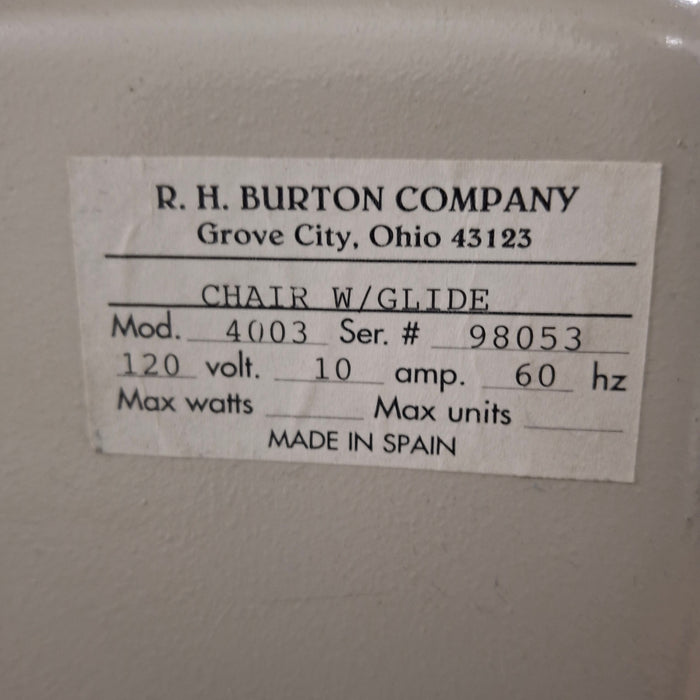 R. H. BURTON COMPANY
Grove City, Ohio 43123
CHAIR W/GLIDE
Mod. 4003 Ser. # 98053
120 volt. 10 amp. 60 hz
Max watts Max units
MADE IN SPAIN